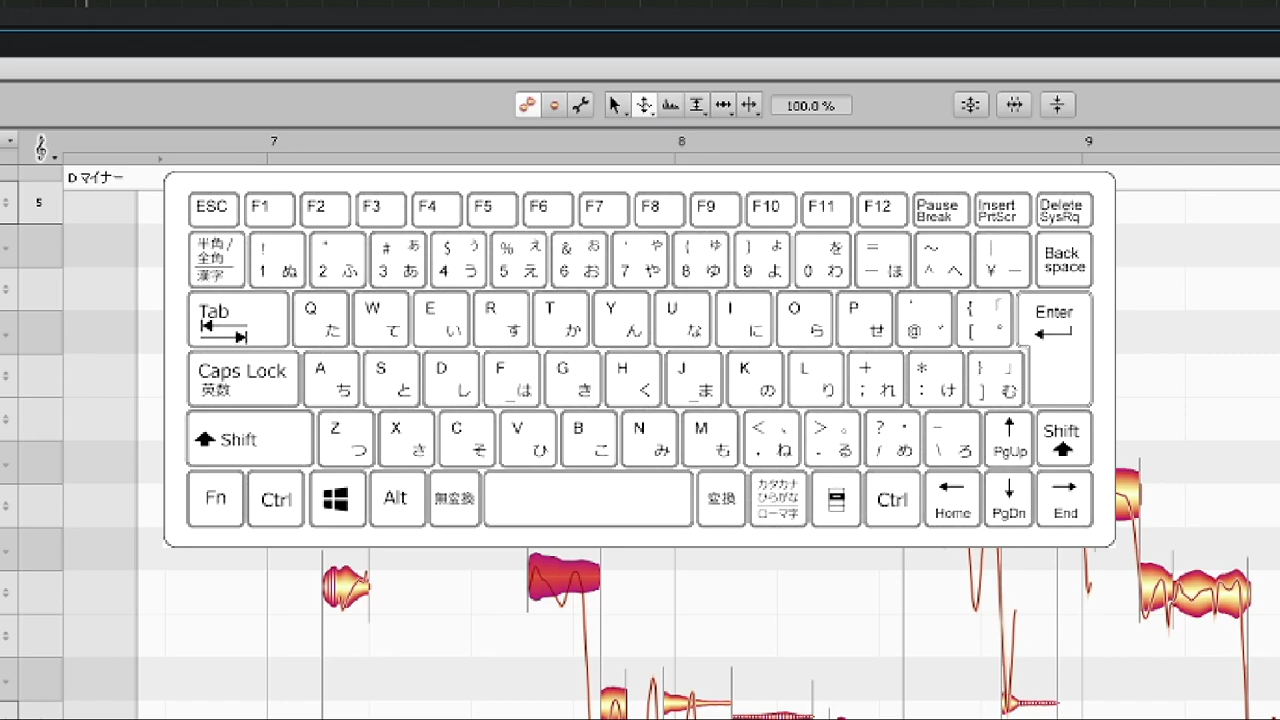 100.0 %
7 8 9
D マイナー
5
ESC F1 F2 F3 F4 F5 F6 F7 F8 F9 F10 F11 F12 Pause Break Insert PrtScr Delete SysRq
半角/全角 漢字 ! 1 ぬ " 2 ふ # あ 3 あ $ ぅ 4 う % ぇ 5 え & ぉ 6 お ' ゃ 7 や ( ゅ 8 ゆ ) ょ 9 よ を 0 わ = ー ほ ～ ^ へ | ¥ ー Back space
Tab Q た W て E い R す T か Y ん U な I に O ら P せ ` @ ゛ { 「 [ ゜ Enter
Caps Lock 英数 A ち S と D し F _は G き H く J _ま K の L り + ; れ * : け } 」 ] む
Shift Z つ X さ C そ V ひ B こ N み M も < 、 . ね > 。 . る ? ・ / め − \ ろ PgUp Shift
Fn Ctrl Alt 無変換 変換 カタカナ ひらがな ローマ字 Ctrl Home PgDn End